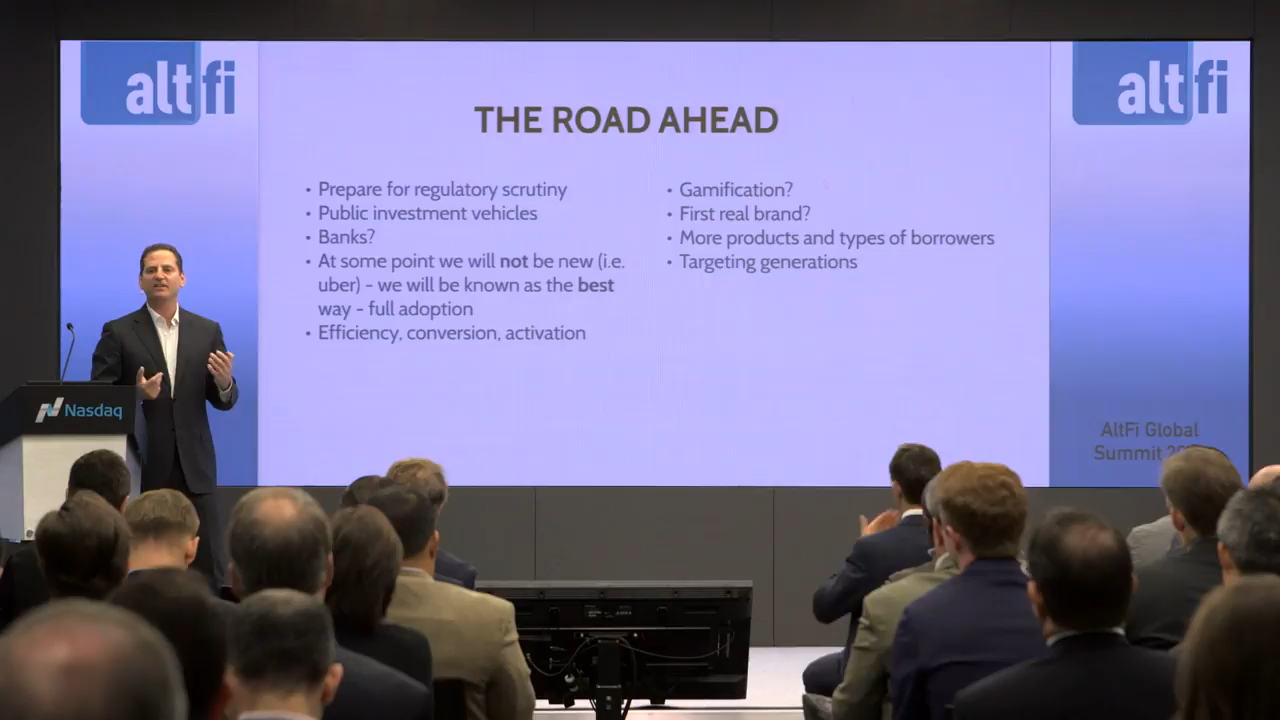 altfi
altfi
THE ROAD AHEAD
• Prepare for regulatory scrutiny
• Public investment vehicles
• Banks?
• At some point we will not be new (i.e.
uber) - we will be known as the best
way - full adoption
• Efficiency, conversion, activation
• Gamification?
• First real brand?
• More products and types of borrowers
• Targeting generations
Nasdaq
AltFi Global
Summit